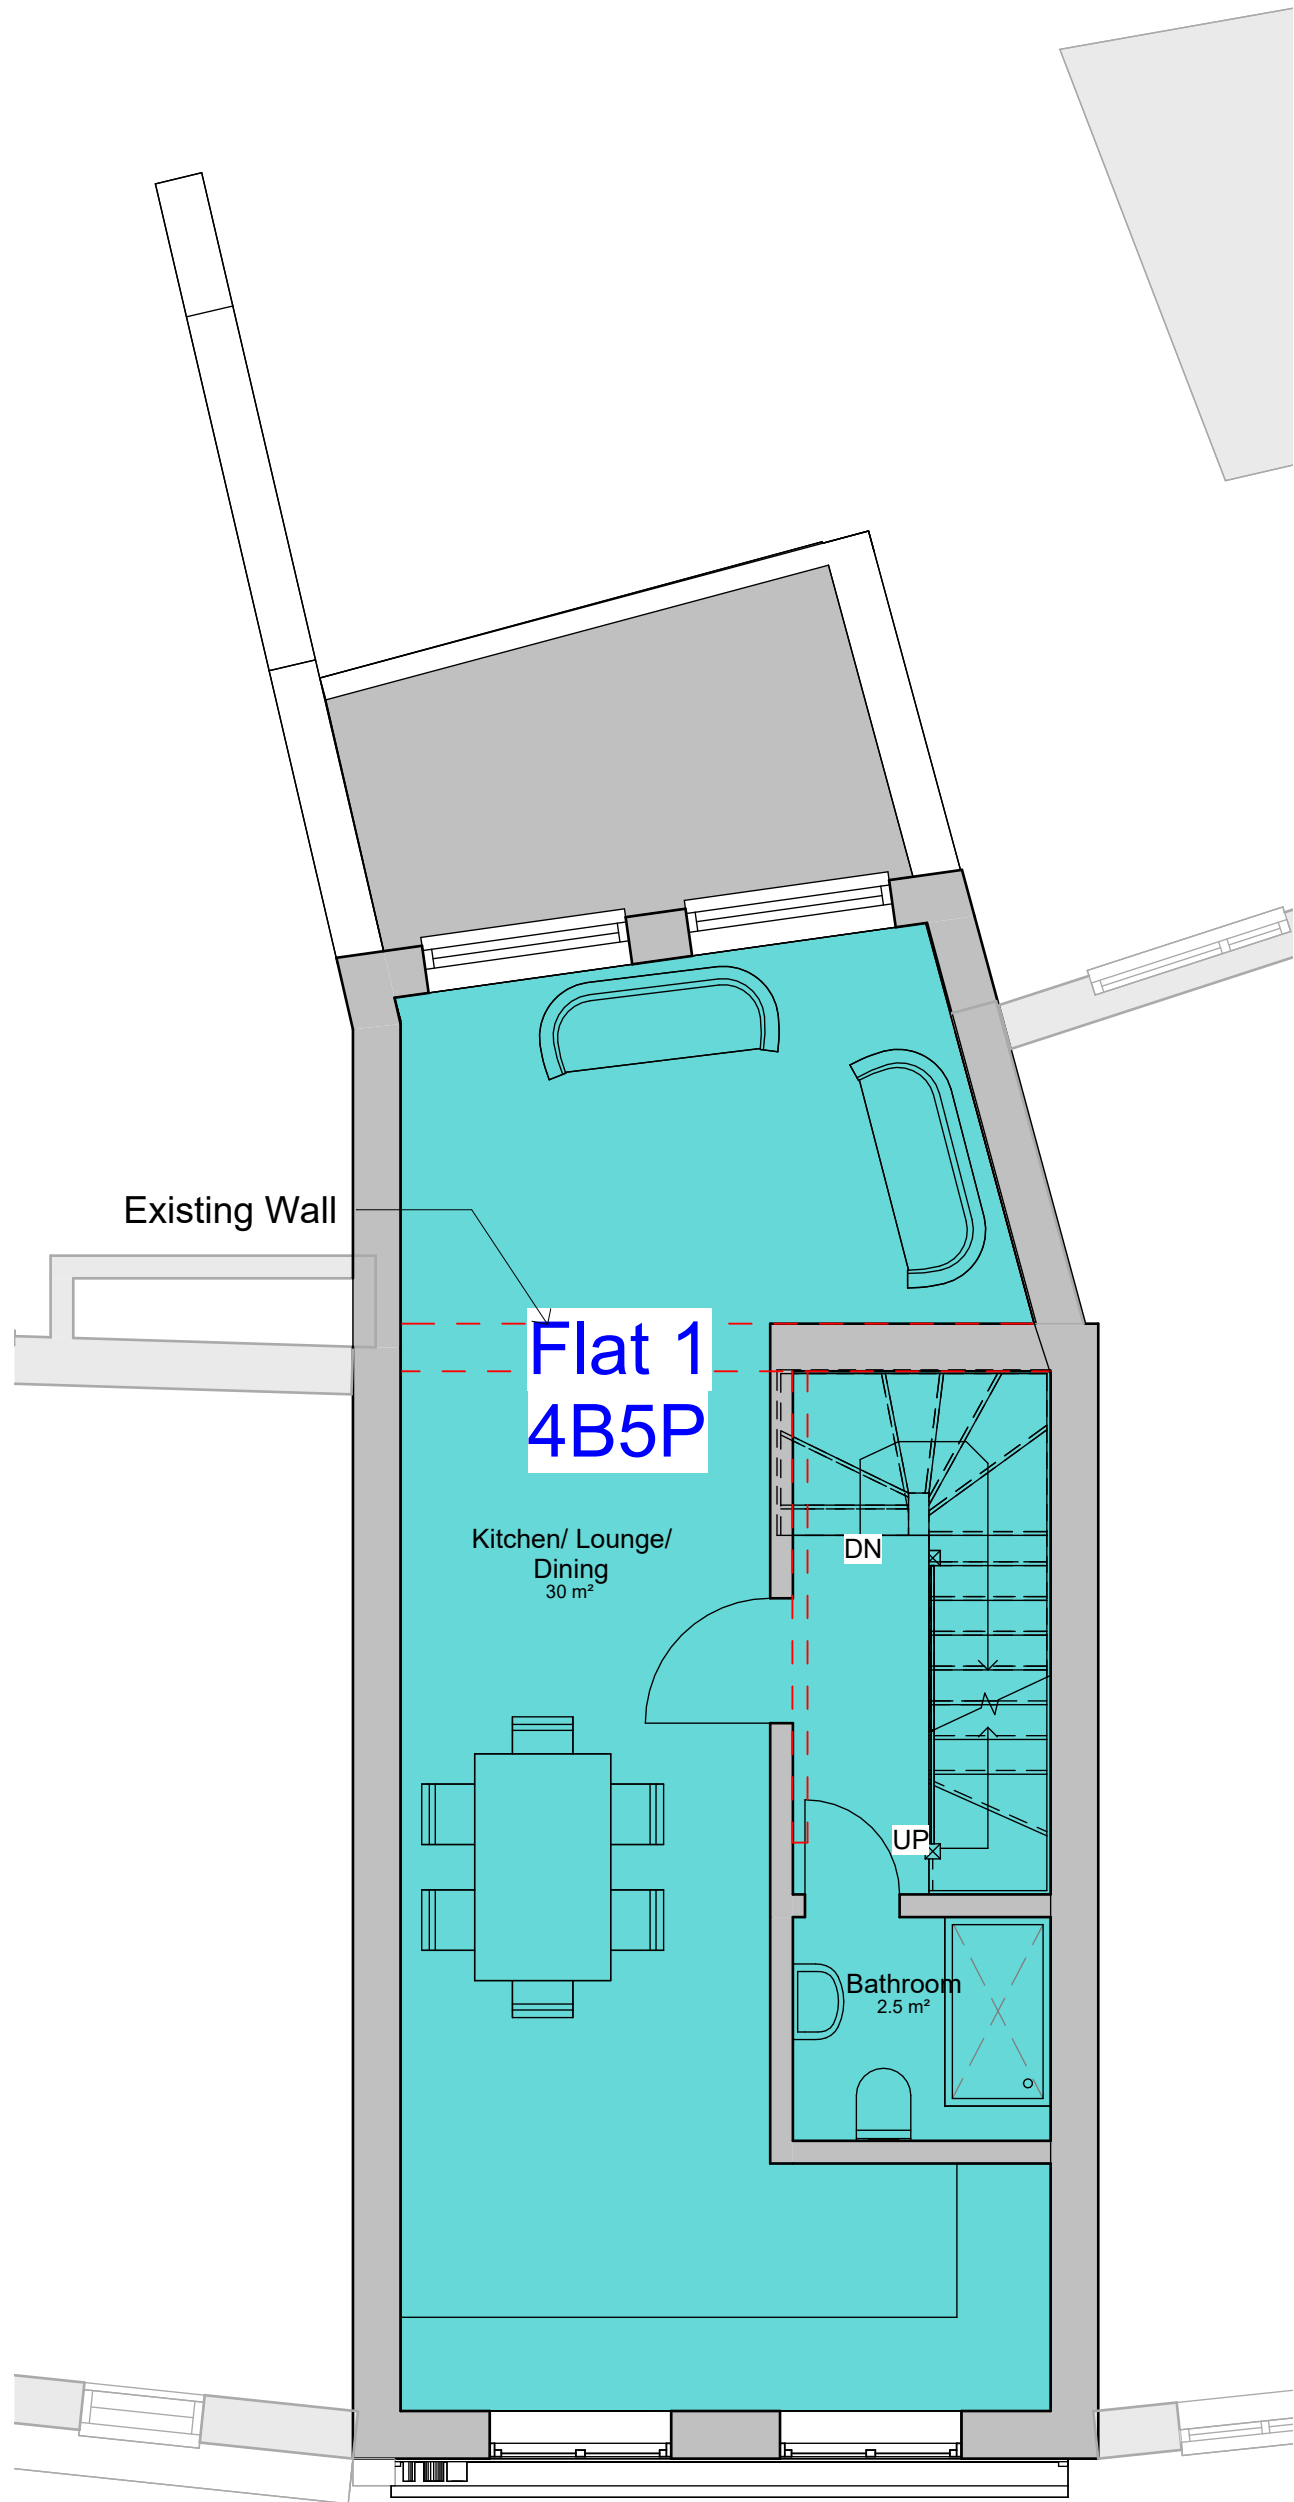 Existing Wall
Flat 1
4B5P
Kitchen/ Lounge/
Dining
30 m²
DN
UP
Bathroom
2.5 m²